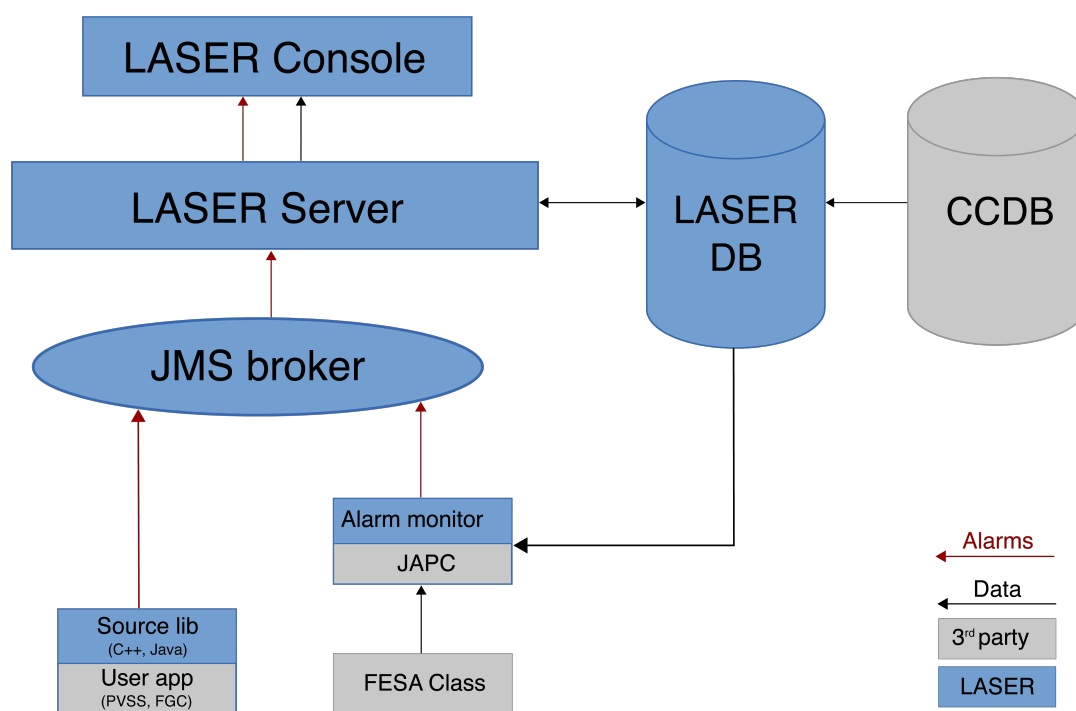 LASER Console
LASER Server
LASER
DB
CCDB
JMS broker
Alarm monitor
JAPC
Source lib
(C++, Java)
User app
(PVSS, FGC)
FESA Class
Alarms
Data
3rd party
LASER